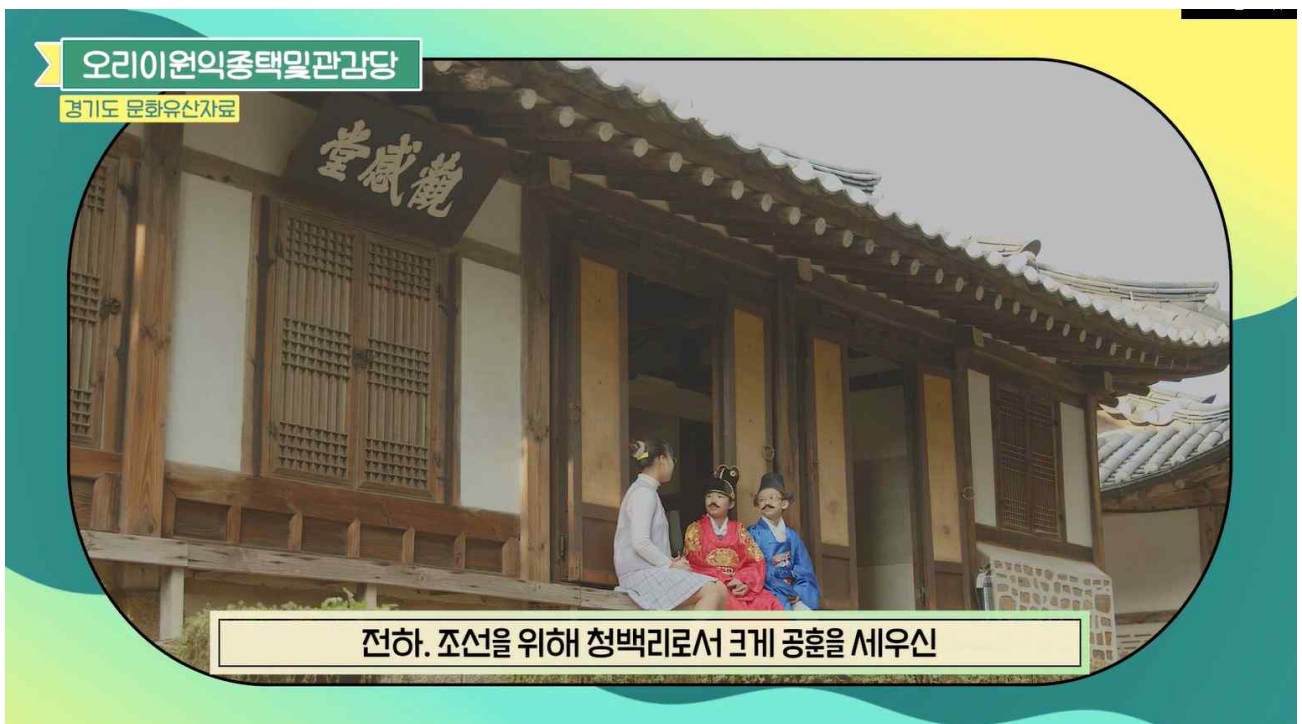 오리이원익종택및관감당
경기도 문화유산자료
堂感觀
전하. 조선을 위해 청백리로서 크게 공훈을 세우신